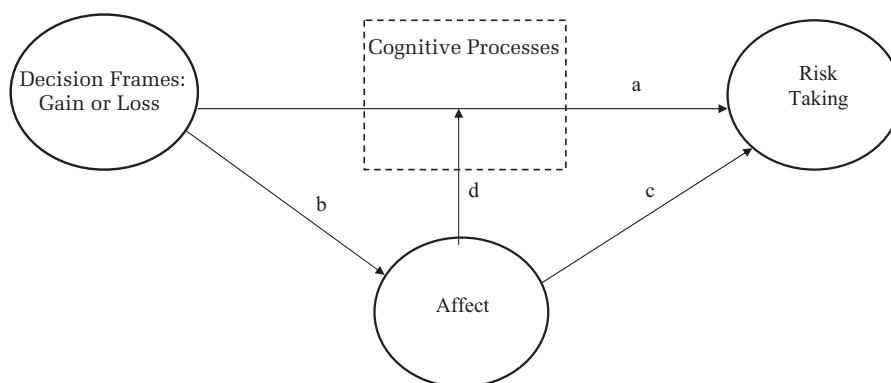 Cognitive Processes
Decision Frames:
Gain or Loss
a
Risk
Taking
b
d
c
Affect